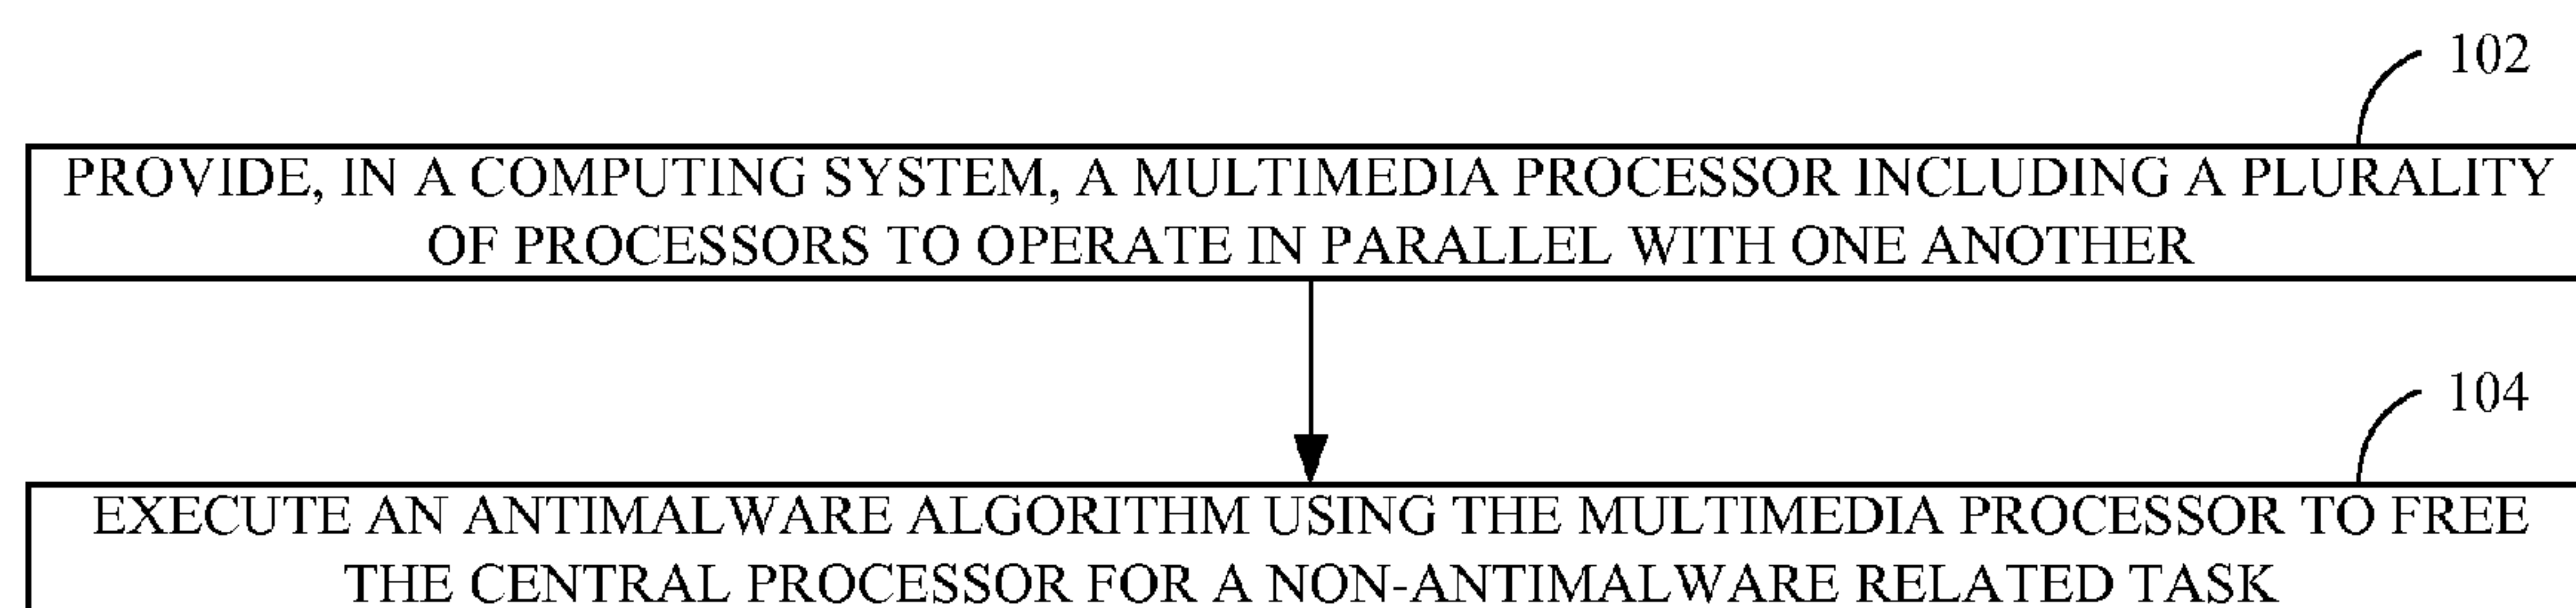 102
PROVIDE, IN A COMPUTING SYSTEM, A MULTIMEDIA PROCESSOR INCLUDING A PLURALITY
OF PROCESSORS TO OPERATE IN PARALLEL WITH ONE ANOTHER
104
EXECUTE AN ANTIMALWARE ALGORITHM USING THE MULTIMEDIA PROCESSOR TO FREE
THE CENTRAL PROCESSOR FOR A NON-ANTIMALWARE RELATED TASK